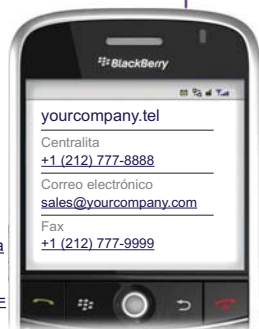 BlackBerry
yourcompany.tel
Centralita
+1 (212) 777-8888
Correo electrónico
sales@yourcompany.com
Fax
+1 (212) 777-9999
a
=